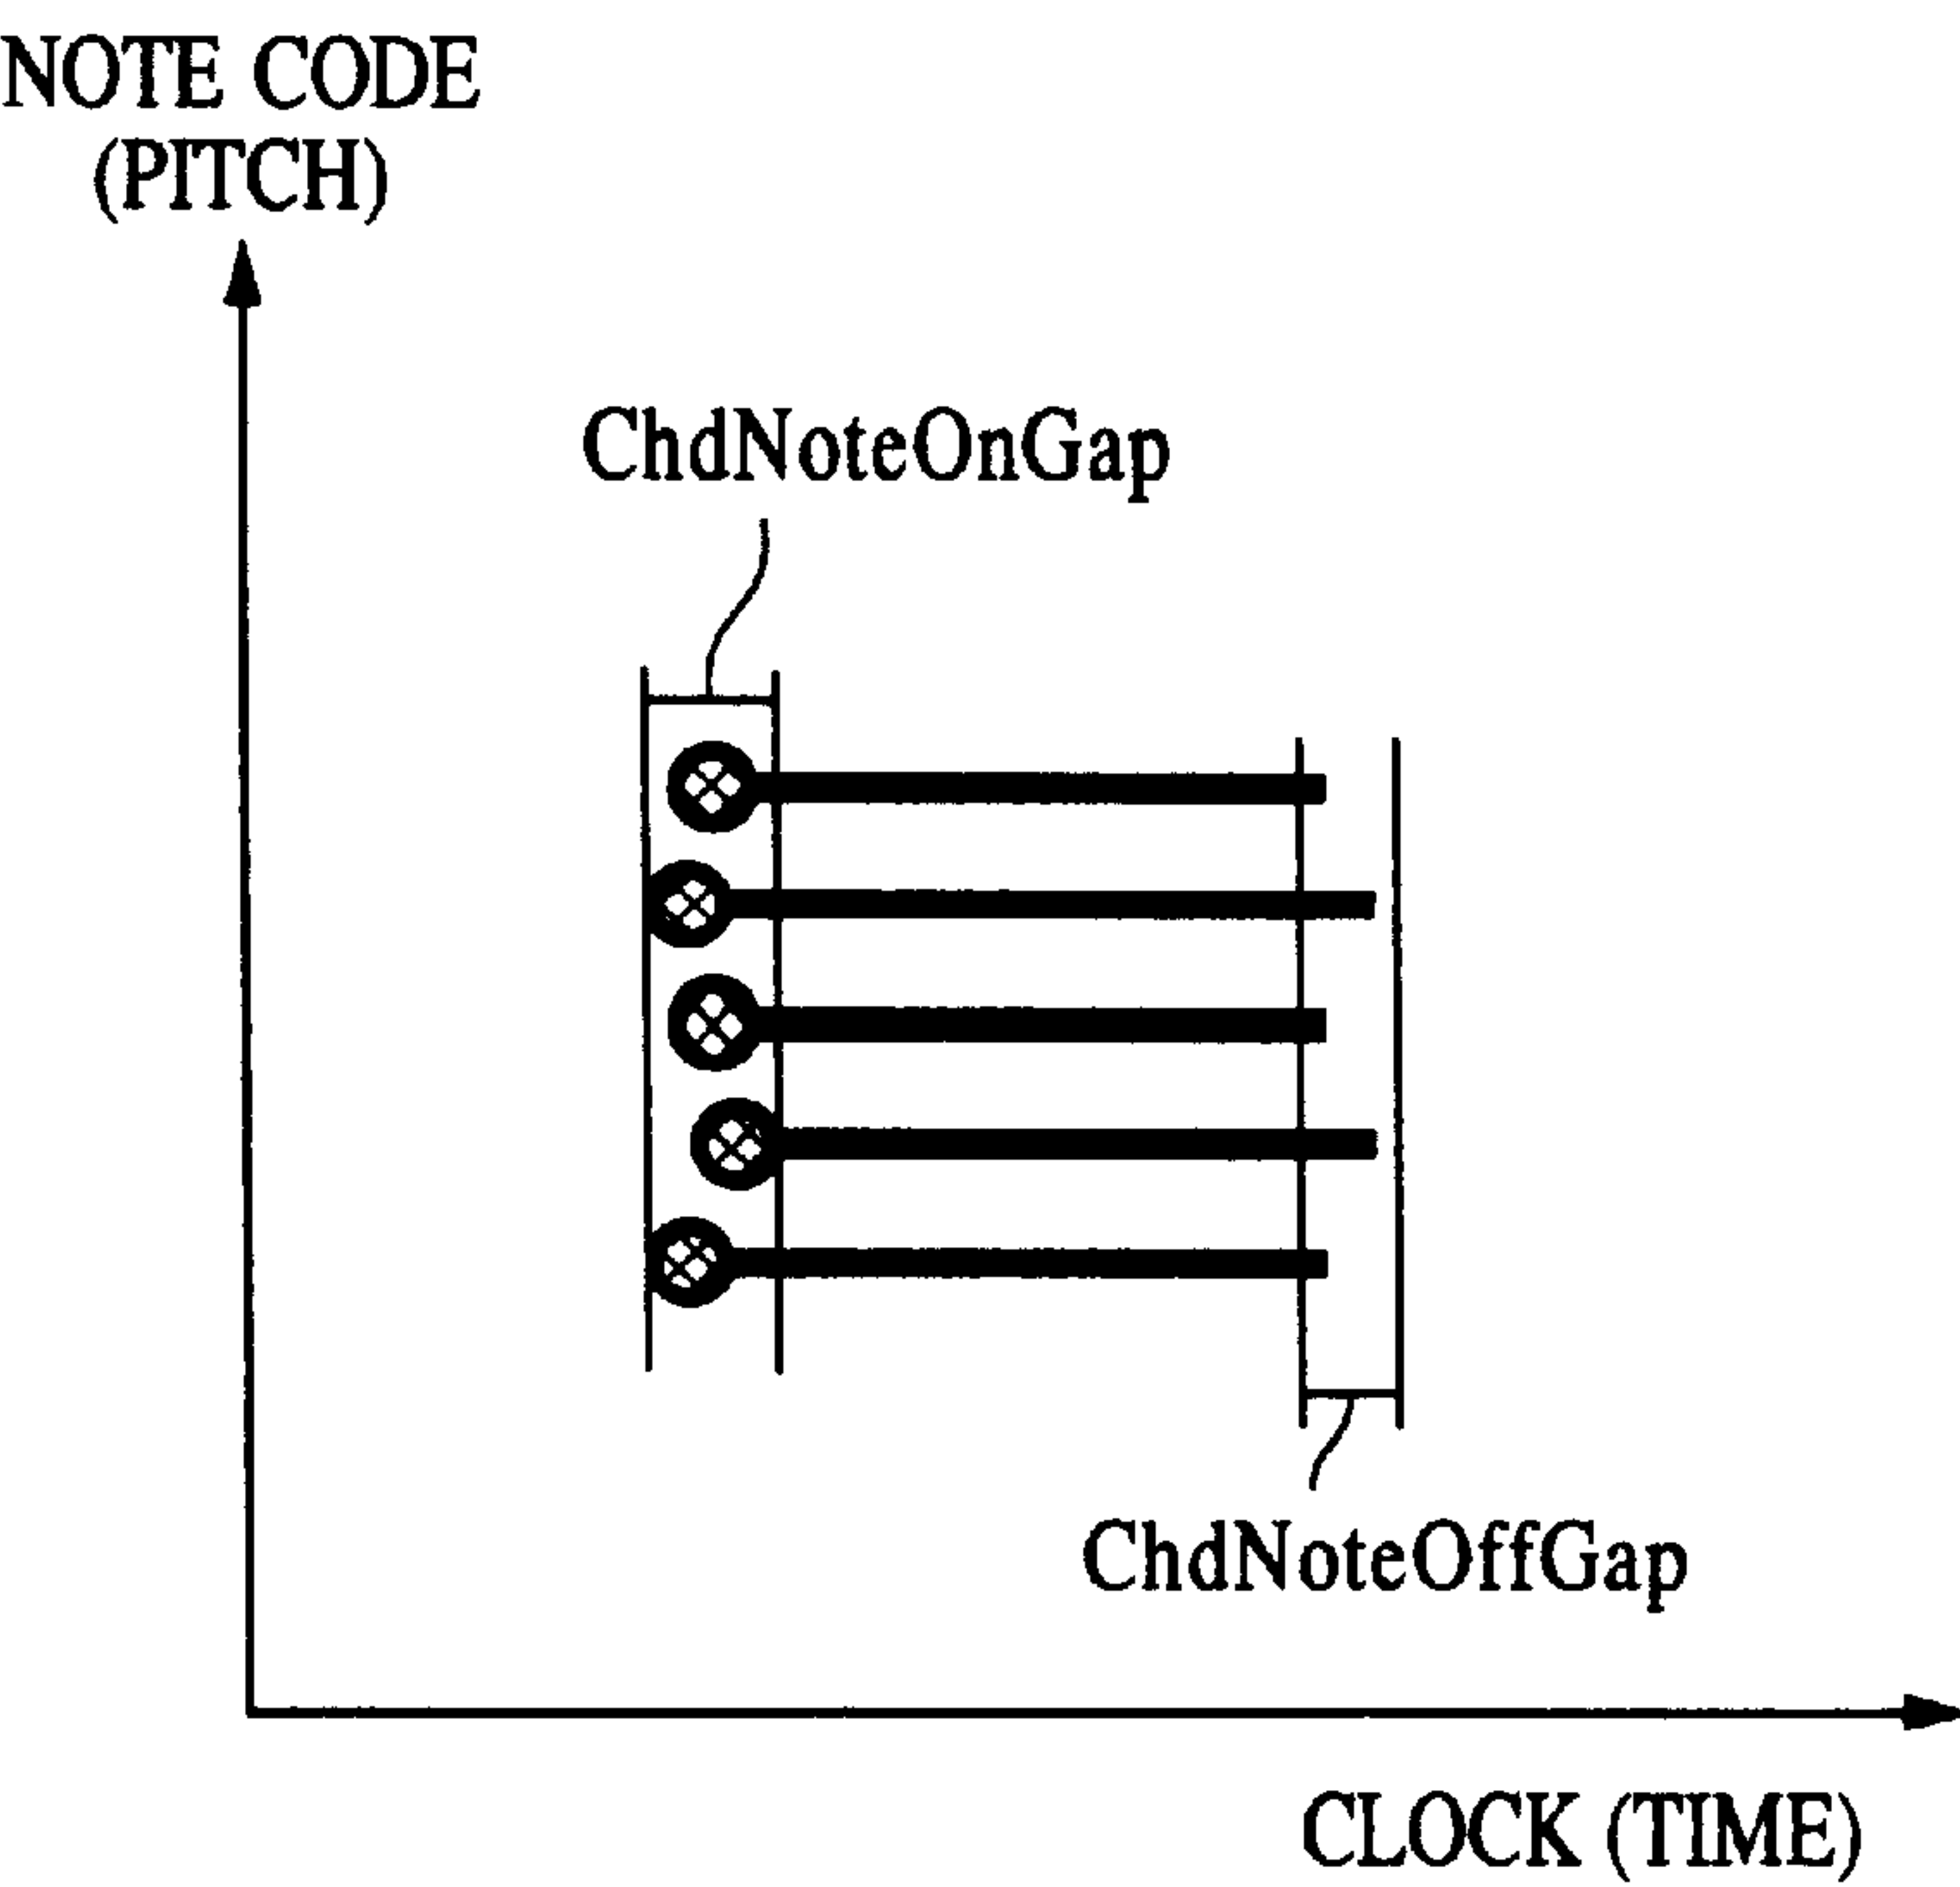 NOTE CODE
(PITCH)
ChdNoteOnGap
ChdNoteOffGap
CLOCK (TIME)